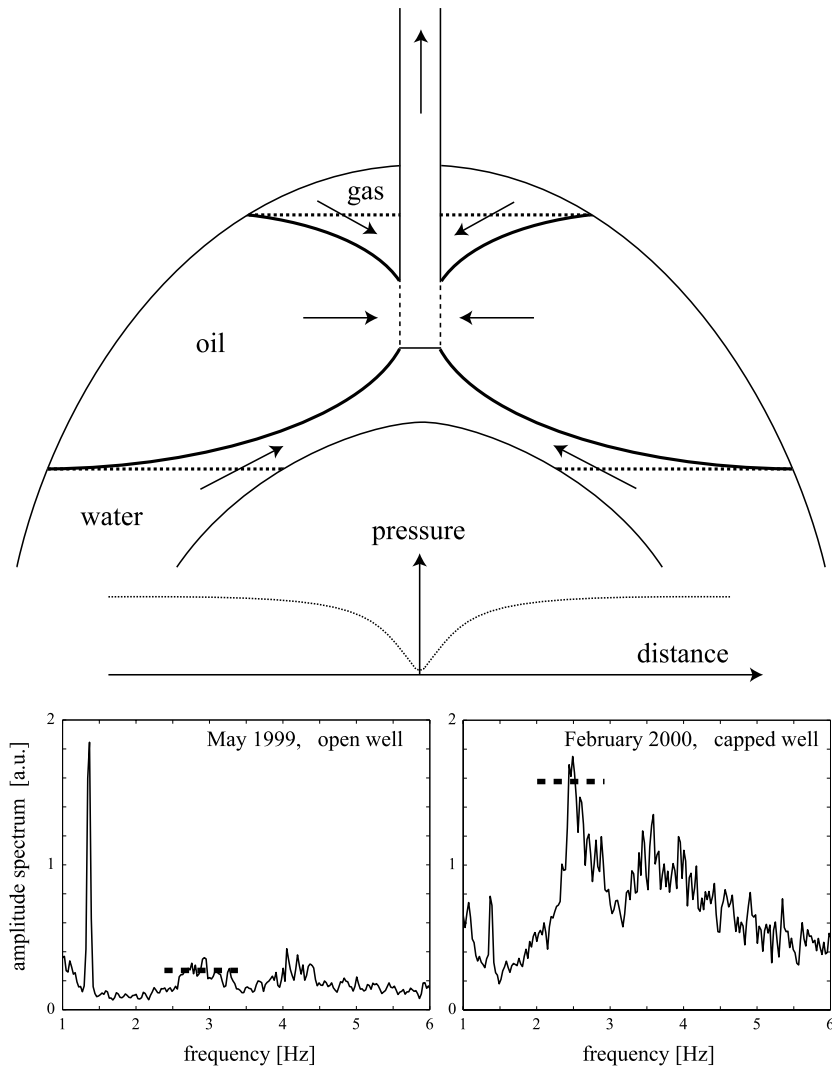 gas
oil
water
pressure
distance
amplitude spectrum [a.u.]
2
1
0
May 1999, open well
1 2 3 4 5 6
frequency [Hz]
2
1
0
February 2000, capped well
1 2 3 4 5 6
frequency [Hz]